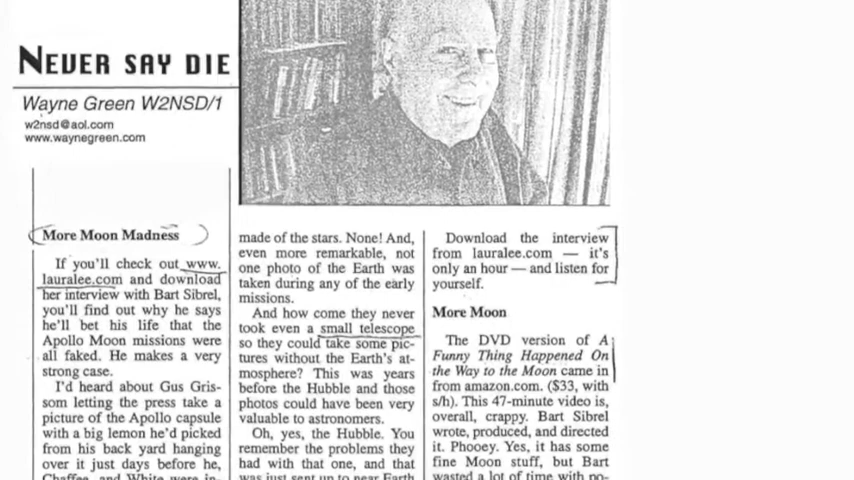 NEVER SAY DIE
Wayne Green W2NSD/1
w2nsd@aol.com
www.waynegreen.com
More Moon Madness
If you'll check out www.
lauralee.com and download
her interview with Bart Sibrel,
you'll find out why he says
he'll bet his life that the
Apollo Moon missions were
all faked. He makes a very
strong case.
I'd heard about Gus Gris-
som letting the press take a
picture of the Apollo capsule
with a big lemon he'd picked
from his back yard hanging
over it just days before he,
Chaffee, and White were in-
made of the stars. None! And,
even more remarkable, not
one photo of the Earth was
taken during any of the early
missions.
And how come they never
took even a small telescope
so they could take some pic-
tures without the Earth's at-
mosphere? This was years
before the Hubble and those
photos could have been very
valuable to astronomers.
Oh, yes, the Hubble. You
remember the problems they
had with that one, and that
was just sent up to near Earth
Download the interview
from lauralee.com — it's
only an hour — and listen for
yourself.
More Moon
The DVD version of A
Funny Thing Happened On
the Way to the Moon came in
from amazon.com. ($33, with
s/h). This 47-minute video is,
overall, crappy. Bart Sibrel
wrote, produced, and directed
it. Phooey. Yes, it has some
fine Moon stuff, but Bart
wasted a lot of time with po-